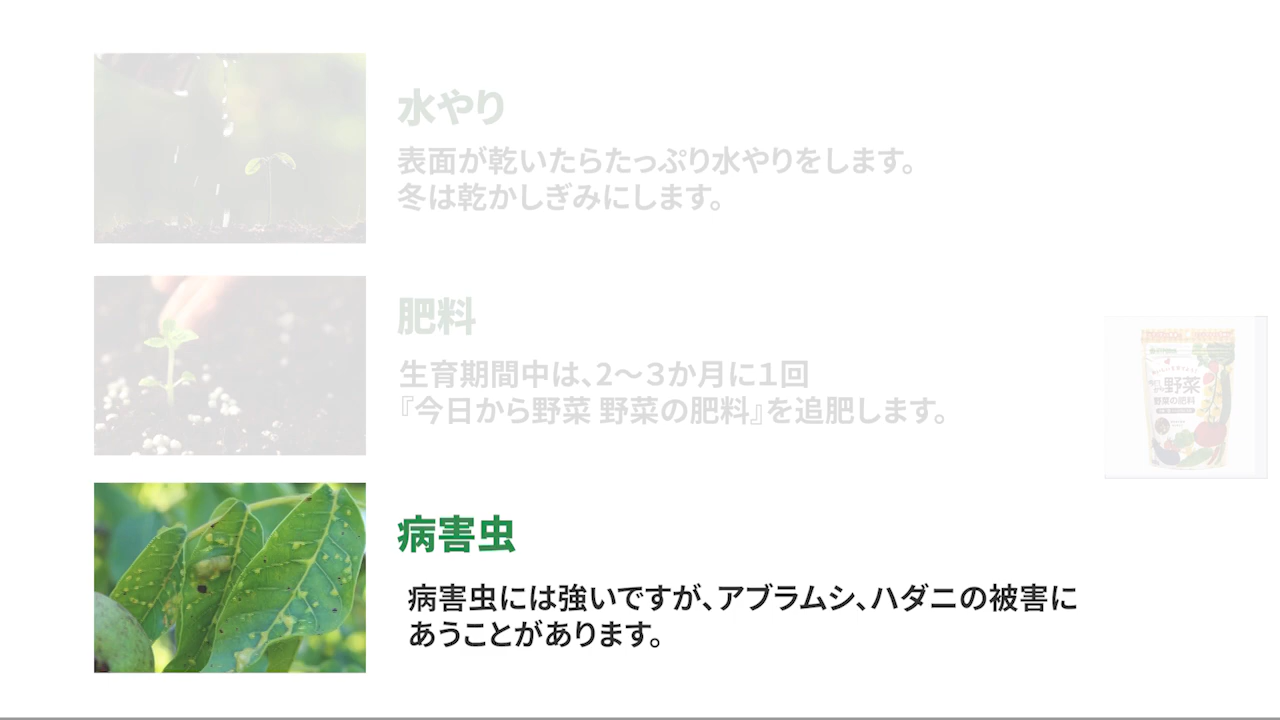 水やり
表面が乾いたらたっぷり水やりをします。
冬は乾かしぎみにします。
肥料
生育期間中は、2～3か月に1回
『今日から野菜 野菜の肥料』を追肥します。
野菜
野菜の肥料
病害虫
病害虫には強いですが、アブラムシ、ハダニの被害に
あうことがあります。